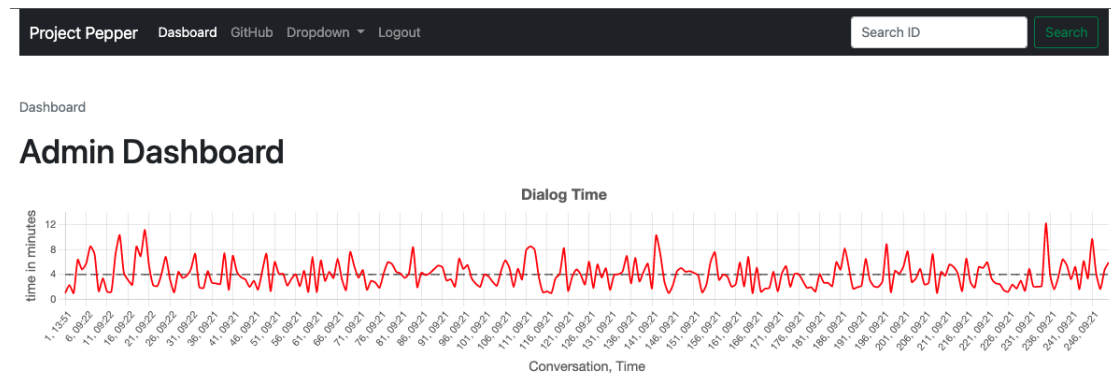 Project Pepper Dasboard GitHub Dropdown Logout Search ID Search
Dashboard
Admin Dashboard
Dialog Time
time in minutes
12
8
4
0
1, 13:51 6, 09:22 11, 09:22 16, 09:22 21, 09:22 26, 09:22 31, 09:22 36, 09:21 41, 09:21 46, 09:21 51, 09:21 56, 09:21 61, 09:21 66, 09:21 71, 09:21 76, 09:21 81, 09:21 86, 09:21 91, 09:21 96, 09:21 101, 09:21 106, 09:21 111, 09:21 116, 09:21 121, 09:21 126, 09:21 131, 09:21 136, 09:21 141, 09:21 146, 09:21 151, 09:21 156, 09:21 161, 09:21 166, 09:21 171, 09:21 176, 09:21 181, 09:21 186, 09:21 191, 09:21 196, 09:21 201, 09:21 206, 09:21 211, 09:21 216, 09:21 221, 09:21 226, 09:21 231, 09:21 236, 09:21 241, 09:21 246, 09:21
Conversation, Time